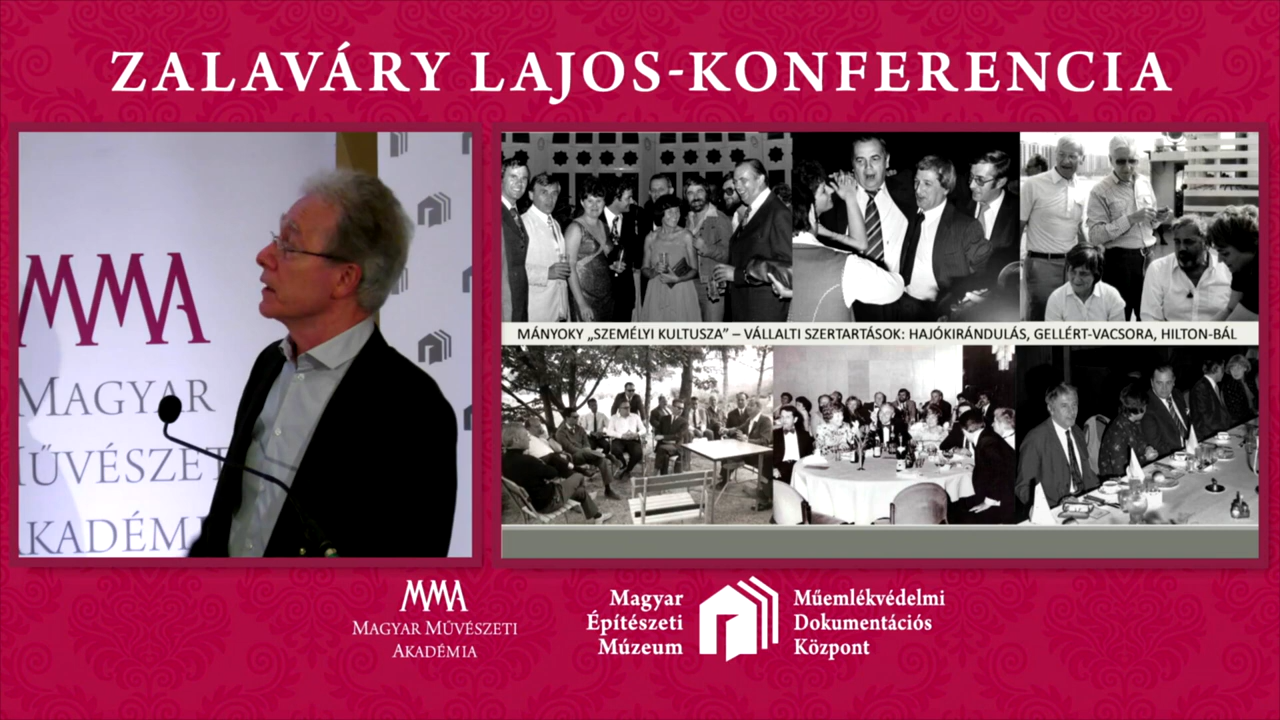 ZALAVÁRY LAJOS-KONFERENCIA
MMA
MAGYAR
MŰVÉSZET
AKADÉMI
MÁNYOKY „SZEMÉLYI KULTUSZA” – VÁLLALTI SZERTARTÁSOK: HAJÓKIRÁNDULÁS, GELLÉRT-VACSORA, HILTON-BÁL
MMA
MAGYAR MŰVÉSZETI
AKADÉMIA
Magyar
Építészeti
Múzeum
Műemlékvédelmi
Dokumentációs
Központ